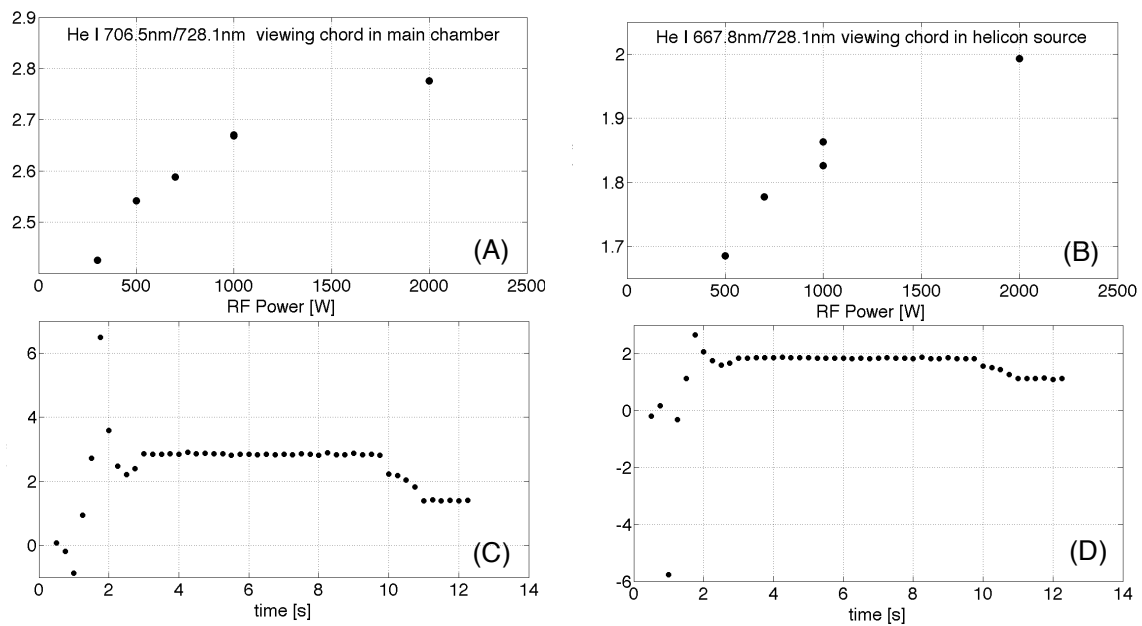 He I 706.5nm/728.1nm viewing chord in main chamber
2.9
2.8
2.7
2.6
2.5
(A)
0 500 1000 1500 2000 2500
RF Power [W]
He I 667.8nm/728.1nm viewing chord in helicon source
2
1.9
1.8
1.7
(B)
0 500 1000 1500 2000 2500
RF Power [W]
6
4
2
0
(C)
0 2 4 6 8 10 12 14
time [s]
2
0
-2
-4
-6
(D)
0 2 4 6 8 10 12 14
time [s]